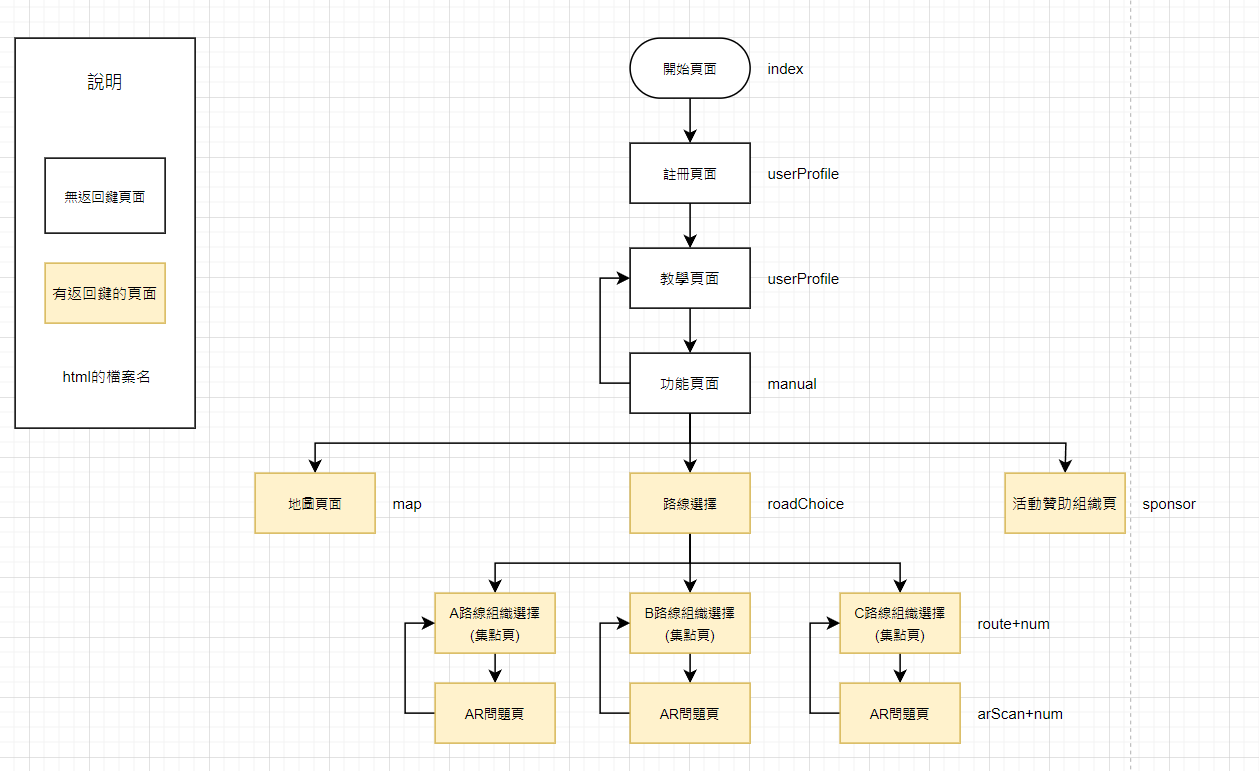 說明
無返回鍵頁面
有返回鍵的頁面
html的檔案名
開始頁面
index
註冊頁面
userProfile
教學頁面
userProfile
功能頁面
manual
地圖頁面
map
路線選擇
roadChoice
活動贊助組織頁
sponsor
A路線組織選擇
(集點頁)
B路線組織選擇
(集點頁)
C路線組織選擇
(集點頁)
route+num
AR問題頁
AR問題頁
AR問題頁
arScan+num